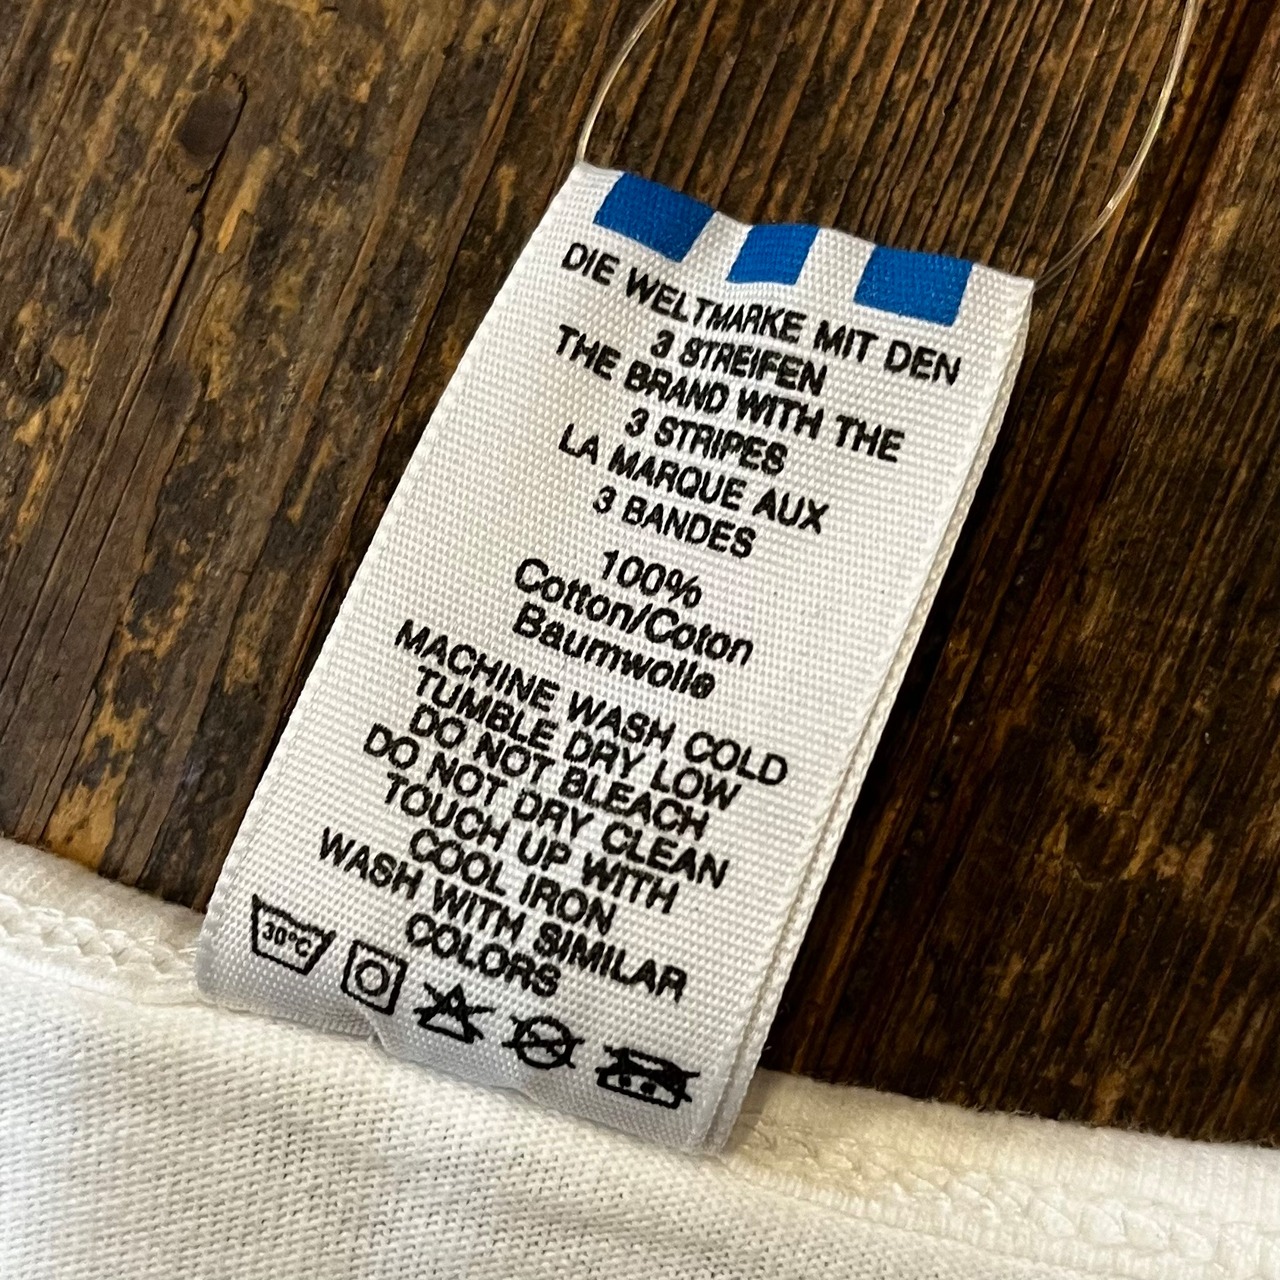 DIE WELTMARKE MIT DEN
3 STREIFEN
THE BRAND WITH THE
3 STRIPES
LA MARQUE AUX
3 BANDES
100%
Cotton/Coton
Baumwolle
MACHINE WASH COLD
TUMBLE DRY LOW
DO NOT BLEACH
DO NOT DRY CLEAN
TOUCH UP WITH
COOL IRON
WASH WITH SIMILAR
COLORS
30°C